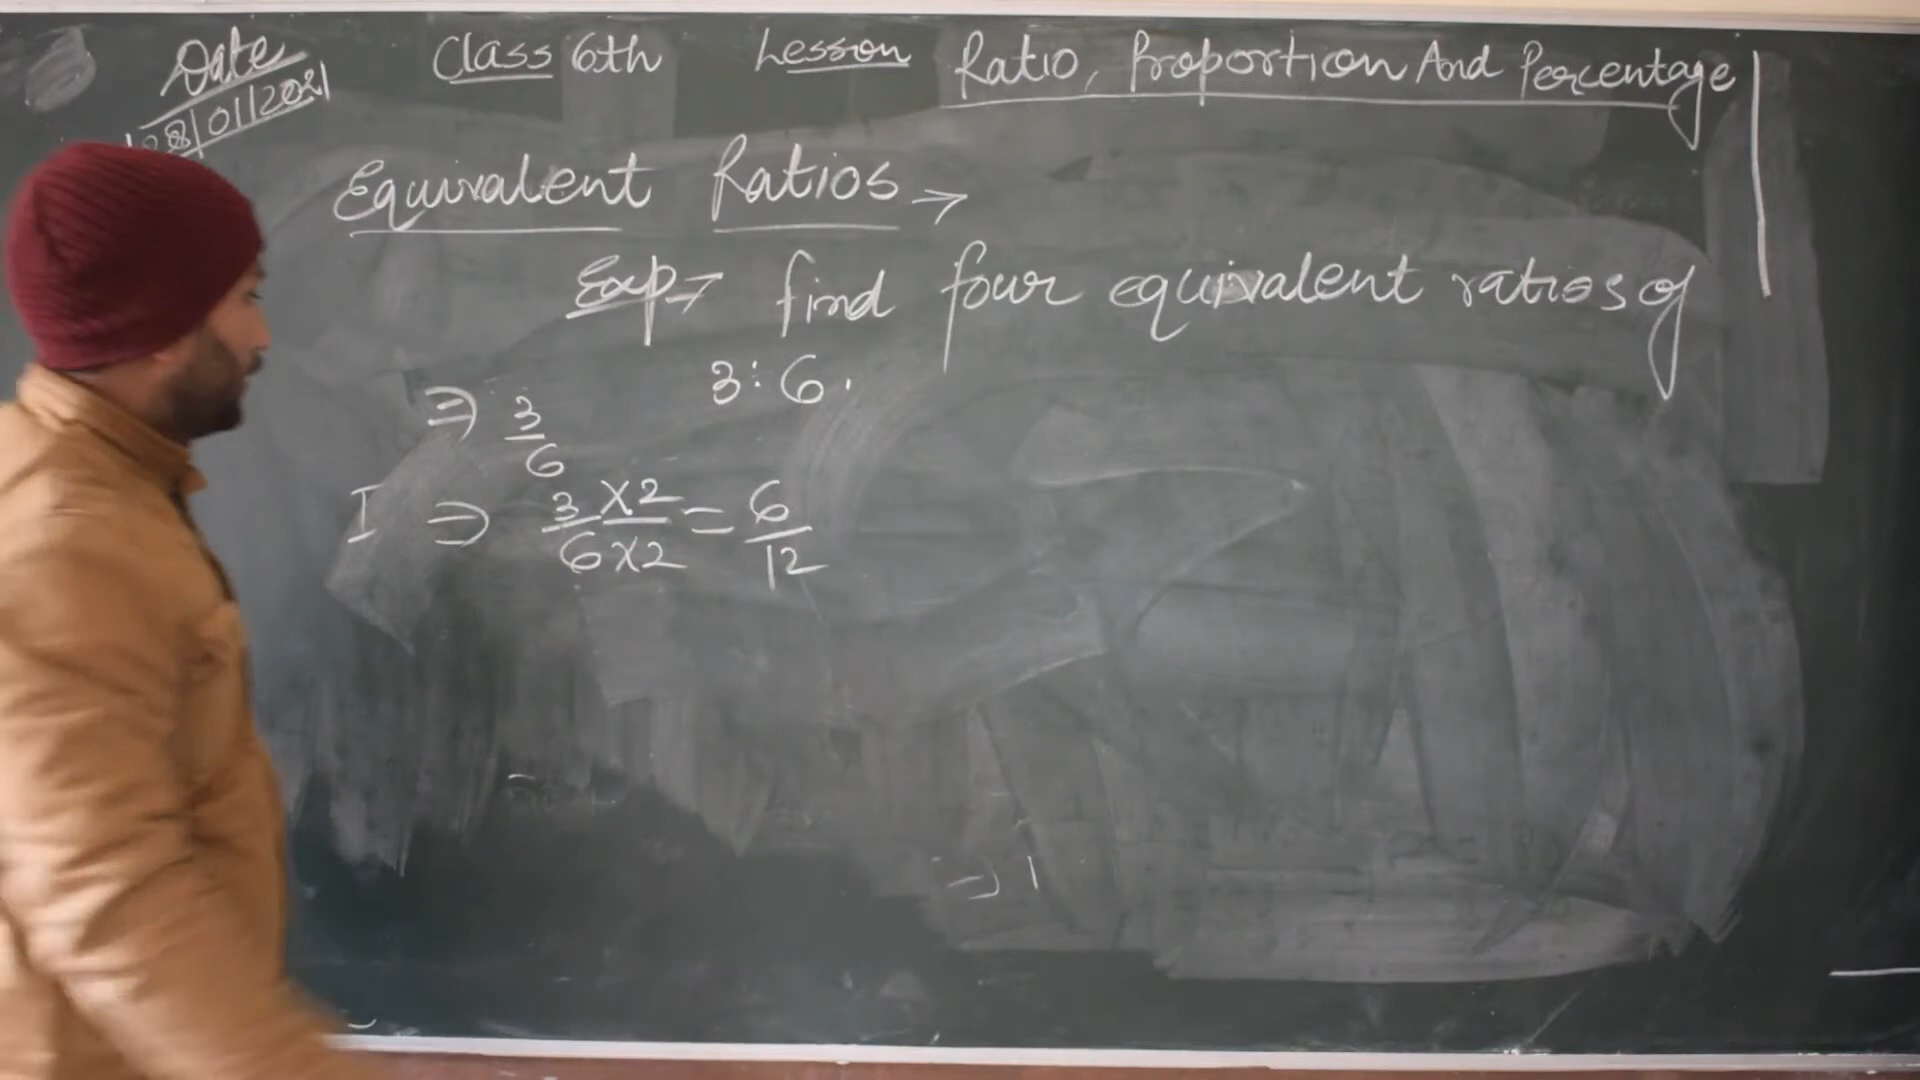 Date Class 6th Lesson Ratio, Proportion And Percentage
08/01/2021
Equivalent Ratios →
Exp→ find four equivalent ratios of
3:6.
⇒ 3/6
I ⇒ 3×2/6×2 = 6/12